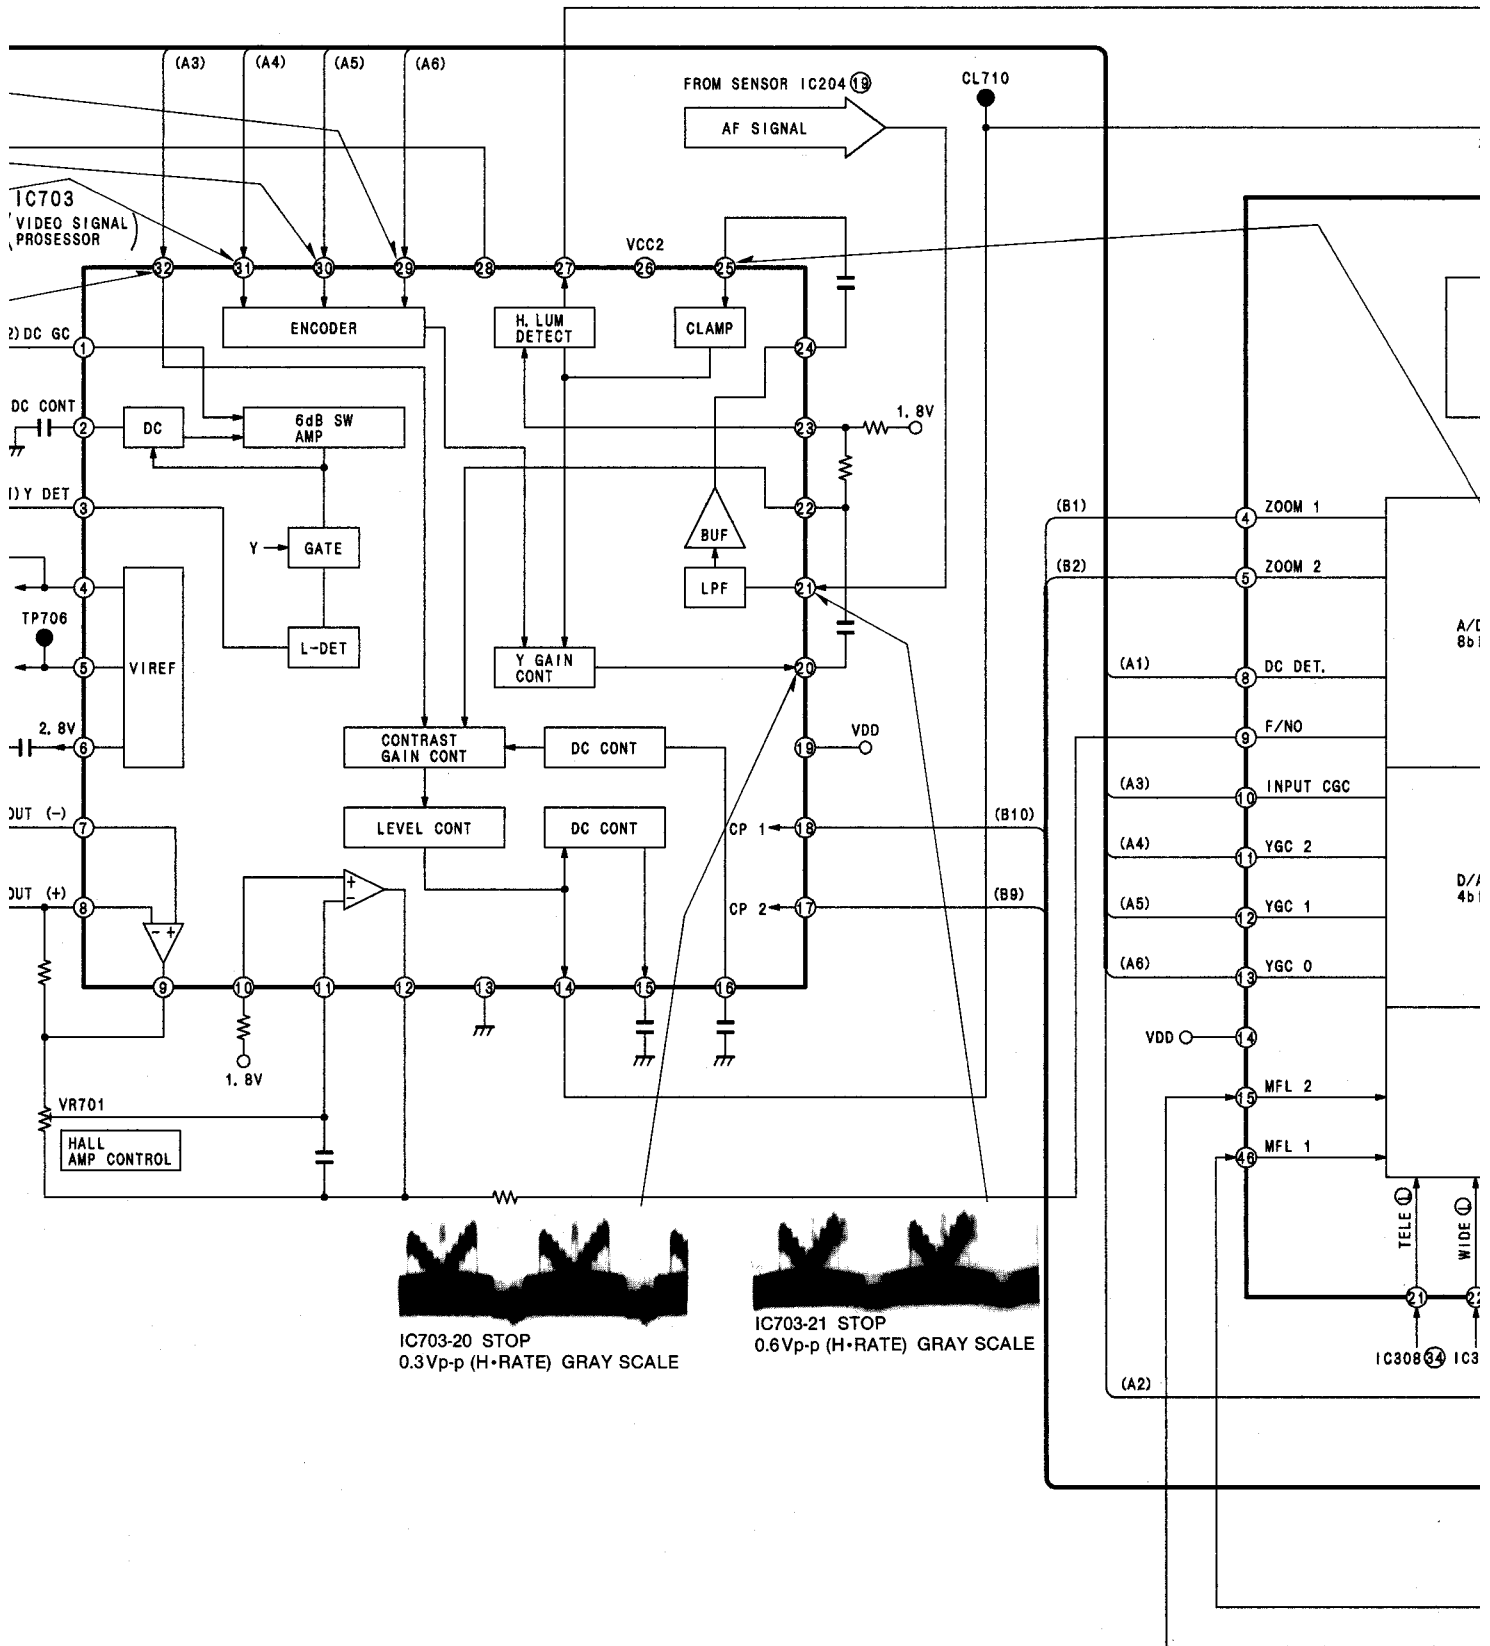 (A3)
(A4)
(A5)
(A6)
FROM SENSOR IC204 19
AF SIGNAL
CL710
IC703
(VIDEO SIGNAL
PROSESSOR)
32
31
30
29
28
27
VCC2
26
25
ENCODER
H. LUM
DETECT
CLAMP
2) DC GC
1
24
DC CONT
2
DC
6dB SW
AMP
23
1. 8V
1) Y DET
3
22
Y
GATE
BUF
4
LPF
21
TP706
5
VIREF
L-DET
Y GAIN
CONT
20
2. 8V
6
CONTRAST
GAIN CONT
DC CONT
19
VDD
OUT (-)
7
LEVEL CONT
DC CONT
CP 1
18
(B10)
OUT (+)
8
+
-
CP 2
17
(B9)
- +
9
10
11
12
13
14
15
16
1. 8V
VR701
HALL
AMP CONTROL
IC703-20 STOP
0.3Vp-p (H•RATE) GRAY SCALE
IC703-21 STOP
0.6Vp-p (H•RATE) GRAY SCALE
(B1)
4
ZOOM 1
(B2)
5
ZOOM 2
A/D
8bi
(A1)
8
DC DET.
9
F/NO
(A3)
10
INPUT CGC
(A4)
11
YGC 2
D/A
4bi
(A5)
12
YGC 1
(A6)
13
YGC 0
VDD
14
15
MFL 2
46
MFL 1
TELE L
WIDE L
21
22
IC308 34
IC3
(A2)